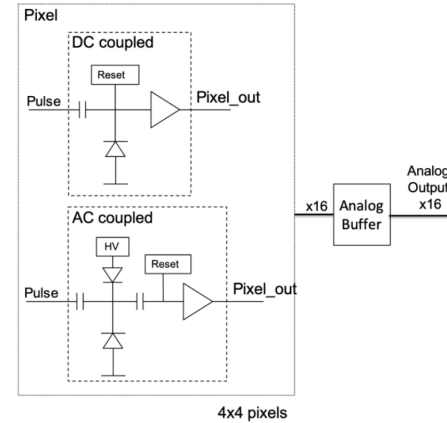 Pixel
DC coupled
Reset
Pulse
Pixel_out
AC coupled
HV
Reset
Pulse
Pixel_out
4x4 pixels
x16
Analog
Buffer
Analog
Output
x16